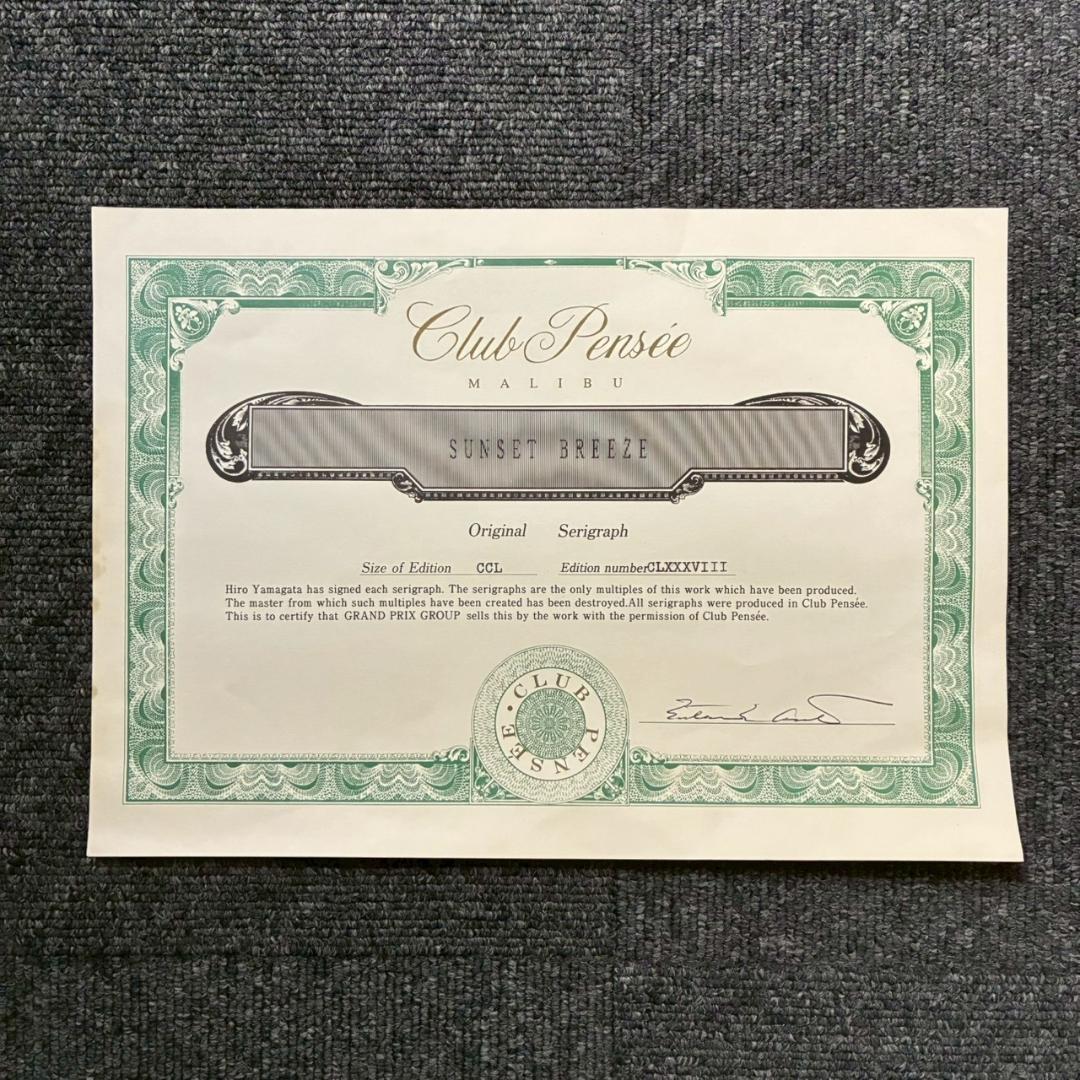 Club Pensée
MALIBU
SUNSET BREEZE
Original Serigraph
Size of Edition CCL Edition numberCLXXXVIII
Hiro Yamagata has signed each serigraph. The serigraphs are the only multiples of this work which have been produced.
The master from which such multiples have been created has been destroyed.All serigraphs were produced in Club Pensée.
This is to certify that GRAND PRIX GROUP sells this by the work with the permission of Club Pensée.
CLUB PENSÉE